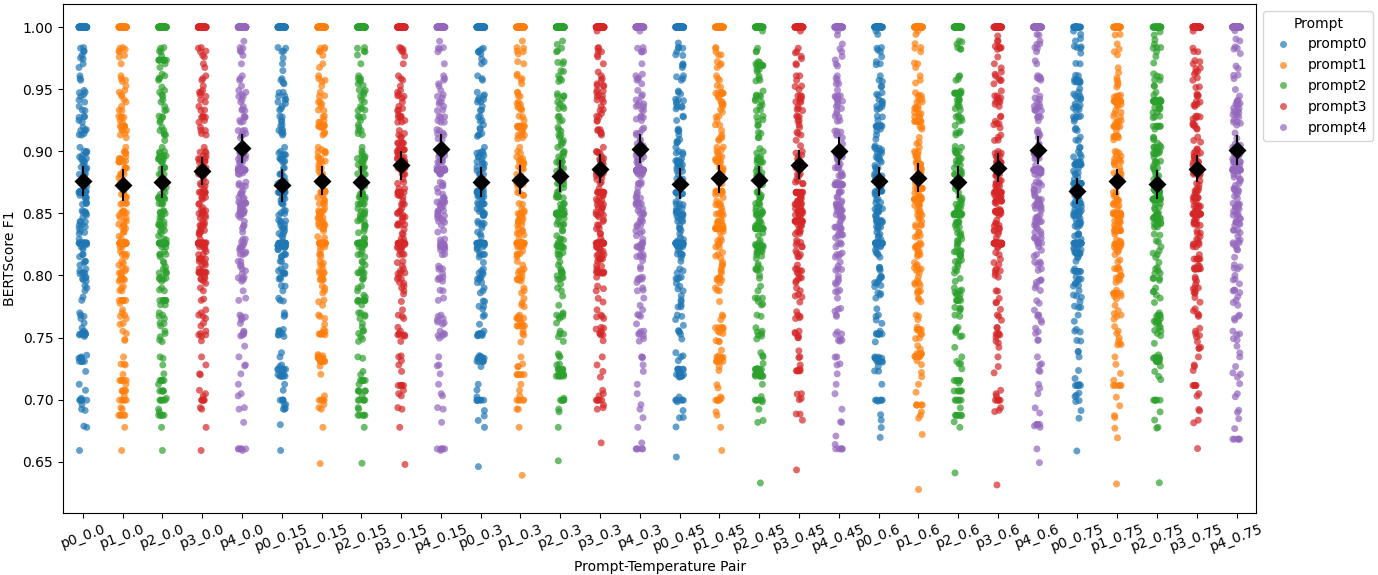 1.00
0.95
0.90
0.85
0.80
0.75
0.70
0.65
BERTScore F1
p0_0.0
p1_0.0
p2_0.0
p3_0.0
p4_0.0
p0_0.15
p1_0.15
p2_0.15
p3_0.15
p4_0.15
p0_0.3
p1_0.3
p2_0.3
p3_0.3
p4_0.3
p0_0.45
p1_0.45
p2_0.45
p3_0.45
p4_0.45
p0_0.6
p1_0.6
p2_0.6
p3_0.6
p4_0.6
p0_0.75
p1_0.75
p2_0.75
p3_0.75
p4_0.75
Prompt-Temperature Pair
Prompt
prompt0
prompt1
prompt2
prompt3
prompt4